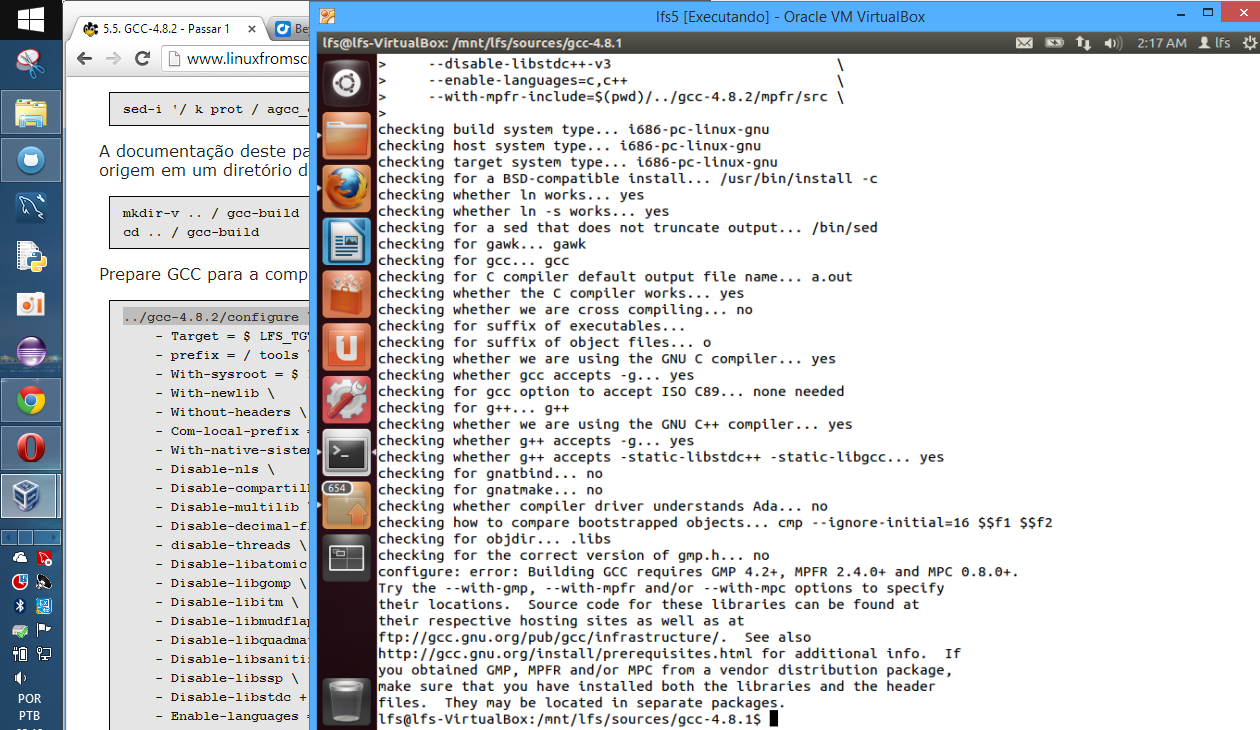 5.5. GCC-4.8.2 - Passar 1
Be
www.linuxfromsc
sed-i '/ k prot / agcc_
A documentação deste pa
origem em um diretório d
mkdir-v .. / gcc-build
cd .. / gcc-build
Prepare GCC para a comp
../gcc-4.8.2/configure
- Target = $ LFS_TGT
- prefix = / tools \
- With-sysroot = $
- With-newlib \
- Without-headers \
- Com-local-prefix =
- With-native-sistem
- Disable-nls \
- Disable-compartilh
- Disable-multilib \
- Disable-decimal-fl
- disable-threads \
- Disable-libatomic
- Disable-libgomp \
- Disable-libitm \
- Disable-libmudflap
- Disable-libquadmat
- Disable-libsanitiz
- Disable-libssp \
- Disable-libstdc +
- Enable-languages =
POR
PTB
lfs5 [Executando] - Oracle VM VirtualBox
lfs@lfs-VirtualBox: /mnt/lfs/sources/gcc-4.8.1
2:17 AM
lfs
654
> --disable-libstdc++-v3 \
> --enable-languages=c,c++ \
> --with-mpfr-include=$(pwd)/../gcc-4.8.2/mpfr/src \
>
checking build system type... i686-pc-linux-gnu
checking host system type... i686-pc-linux-gnu
checking target system type... i686-pc-linux-gnu
checking for a BSD-compatible install... /usr/bin/install -c
checking whether ln works... yes
checking whether ln -s works... yes
checking for a sed that does not truncate output... /bin/sed
checking for gawk... gawk
checking for gcc... gcc
checking for C compiler default output file name... a.out
checking whether the C compiler works... yes
checking whether we are cross compiling... no
checking for suffix of executables...
checking for suffix of object files... o
checking whether we are using the GNU C compiler... yes
checking whether gcc accepts -g... yes
checking for gcc option to accept ISO C89... none needed
checking for g++... g++
checking whether we are using the GNU C++ compiler... yes
checking whether g++ accepts -g... yes
checking whether g++ accepts -static-libstdc++ -static-libgcc... yes
checking for gnatbind... no
checking for gnatmake... no
checking whether compiler driver understands Ada... no
checking how to compare bootstrapped objects... cmp --ignore-initial=16 $$f1 $$f2
checking for objdir... .libs
checking for the correct version of gmp.h... no
configure: error: Building GCC requires GMP 4.2+, MPFR 2.4.0+ and MPC 0.8.0+.
Try the --with-gmp, --with-mpfr and/or --with-mpc options to specify
their locations.  Source code for these libraries can be found at
their respective hosting sites as well as at
ftp://gcc.gnu.org/pub/gcc/infrastructure/.  See also
http://gcc.gnu.org/install/prerequisites.html for additional info.  If
you obtained GMP, MPFR and/or MPC from a vendor distribution package,
make sure that you have installed both the libraries and the header
files.  They may be located in separate packages.
lfs@lfs-VirtualBox:/mnt/lfs/sources/gcc-4.8.1$